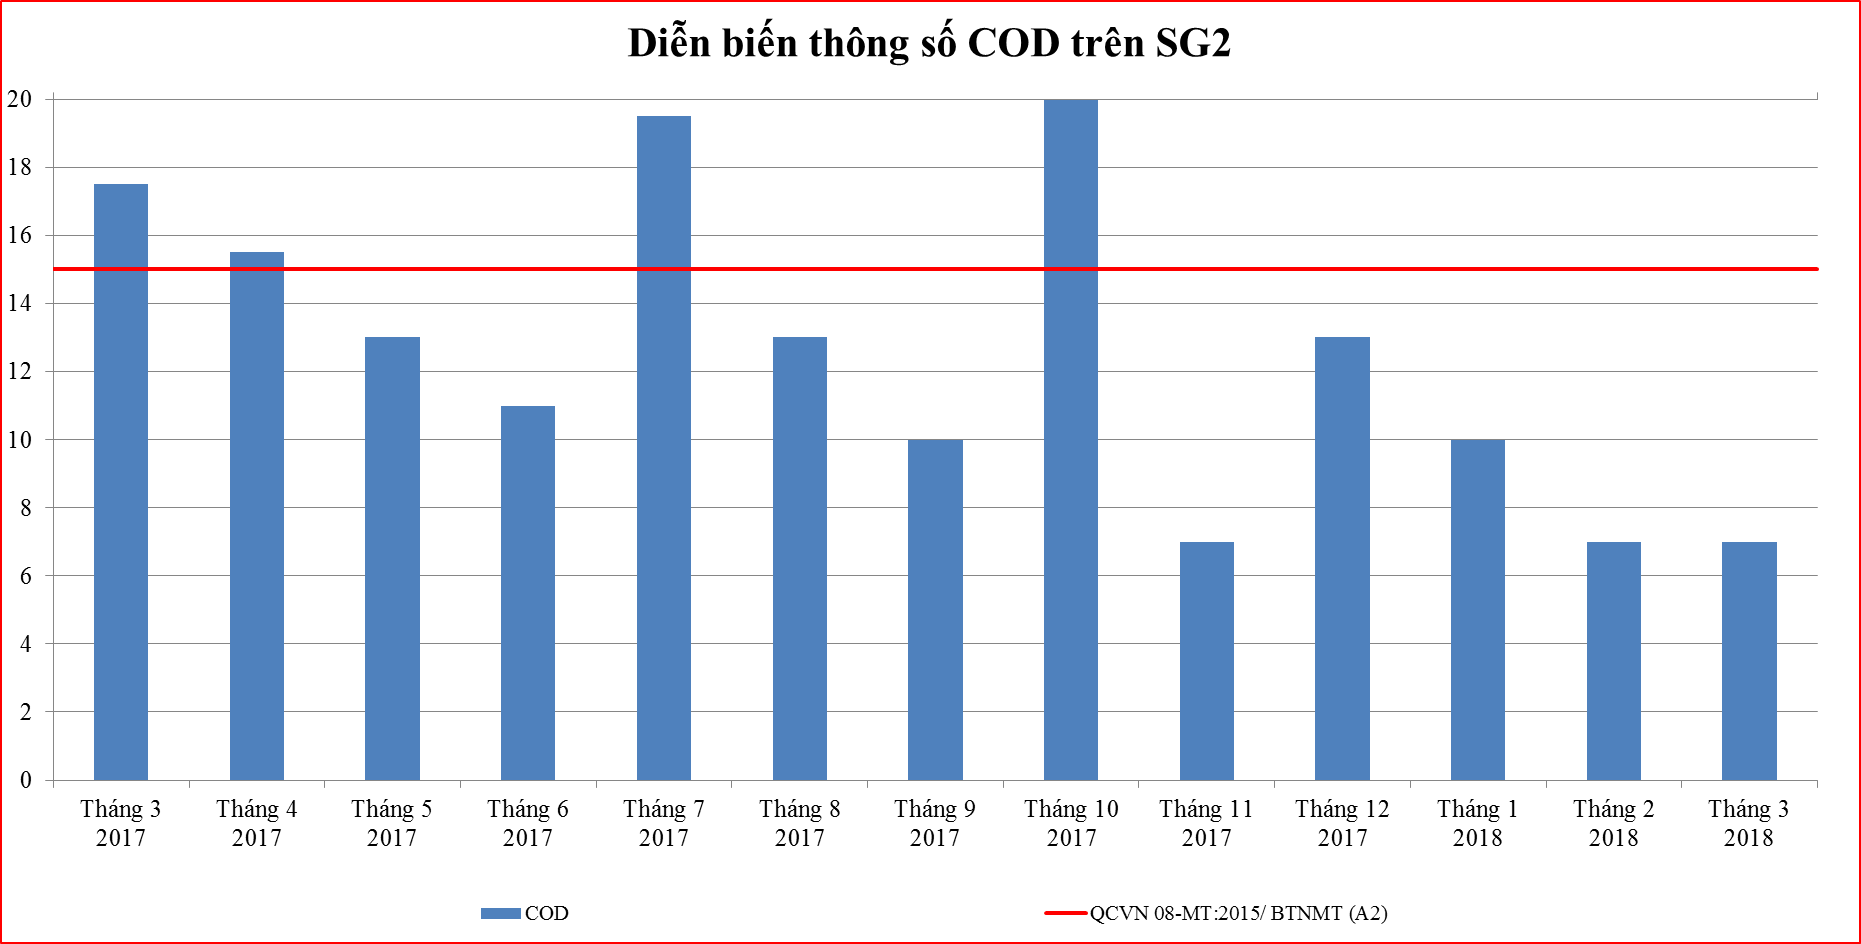 Diễn biến thông số COD trên SG2
20
18
16
14
12
10
8
6
4
2
0
Tháng 3
2017
Tháng 4
2017
Tháng 5
2017
Tháng 6
2017
Tháng 7
2017
Tháng 8
2017
Tháng 9
2017
Tháng 10
2017
Tháng 11
2017
Tháng 12
2017
Tháng 1
2018
Tháng 2
2018
Tháng 3
2018
COD
QCVN 08-MT:2015/ BTNMT (A2)